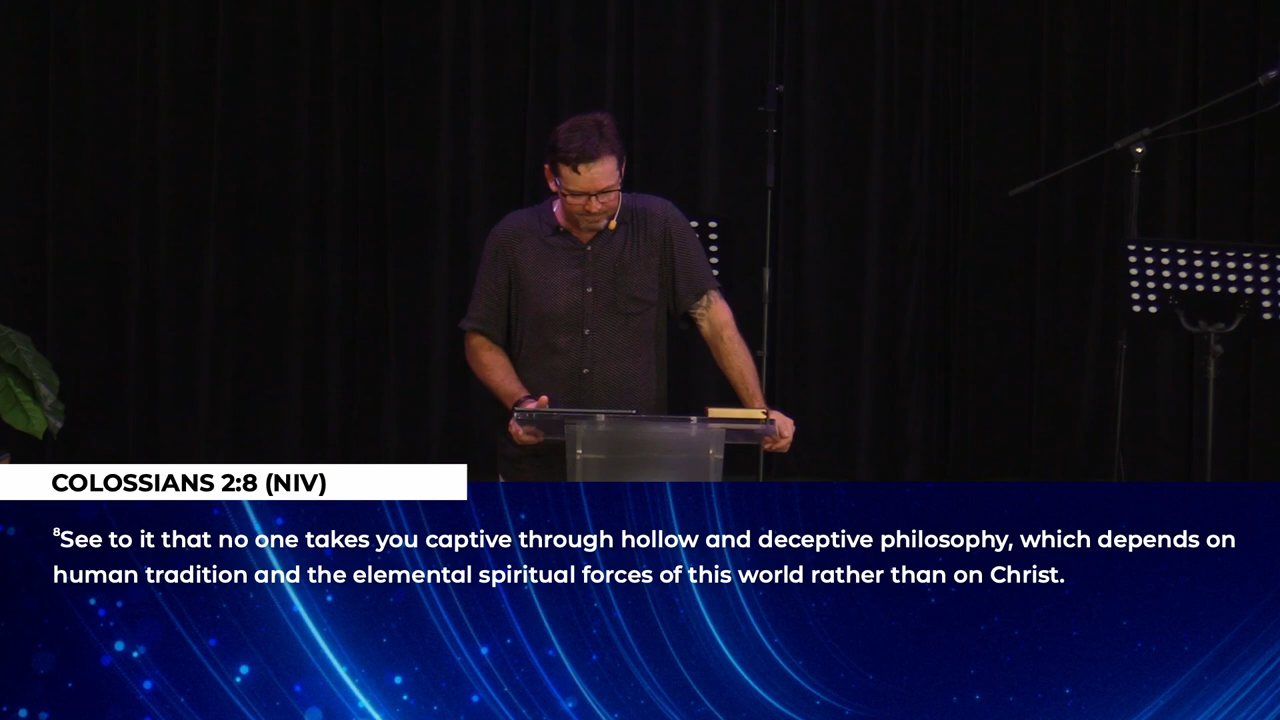 COLOSSIANS 2:8 (NIV)
⁸See to it that no one takes you captive through hollow and deceptive philosophy, which depends on
human tradition and the elemental spiritual forces of this world rather than on Christ.